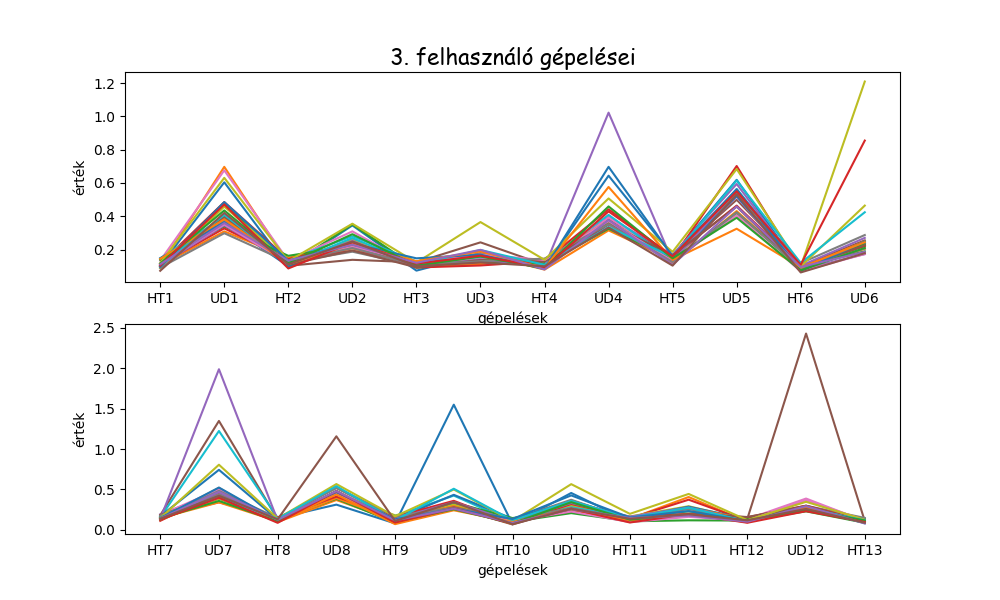 3. felhasználó gépelései
érték
1.2
1.0
0.8
0.6
0.4
0.2
HT1 UD1 HT2 UD2 HT3 UD3 HT4 UD4 HT5 UD5 HT6 UD6
gépelések
érték
2.5
2.0
1.5
1.0
0.5
0.0
HT7 UD7 HT8 UD8 HT9 UD9 HT10 UD10 HT11 UD11 HT12 UD12 HT13
gépelések